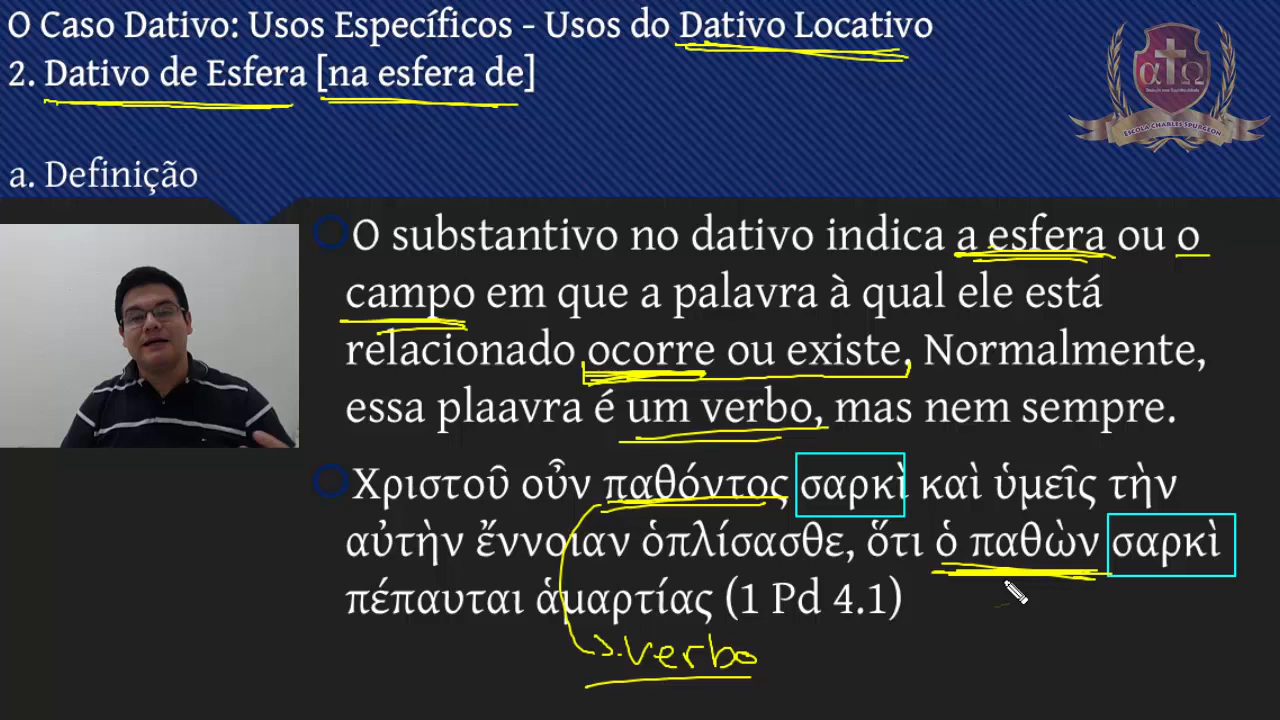 O Caso Dativo: Usos Específicos - Usos do Dativo Locativo
2. Dativo de Esfera [na esfera de]
α Ω
Escola Charles Spurgeon
a. Definição
O substantivo no dativo indica a esfera ou o
campo em que a palavra à qual ele está
relacionado ocorre ou existe, Normalmente,
essa plaavra é um verbo, mas nem sempre.
Χριστοῦ οὖν παθόντος σαρκὶ καὶ ὑμεῖς τὴν
αὐτὴν ἔννοιαν ὁπλίσασθε, ὅτι ὁ παθὼν σαρκὶ
πέπαυται ἁμαρτίας (1 Pd 4.1)
verbo